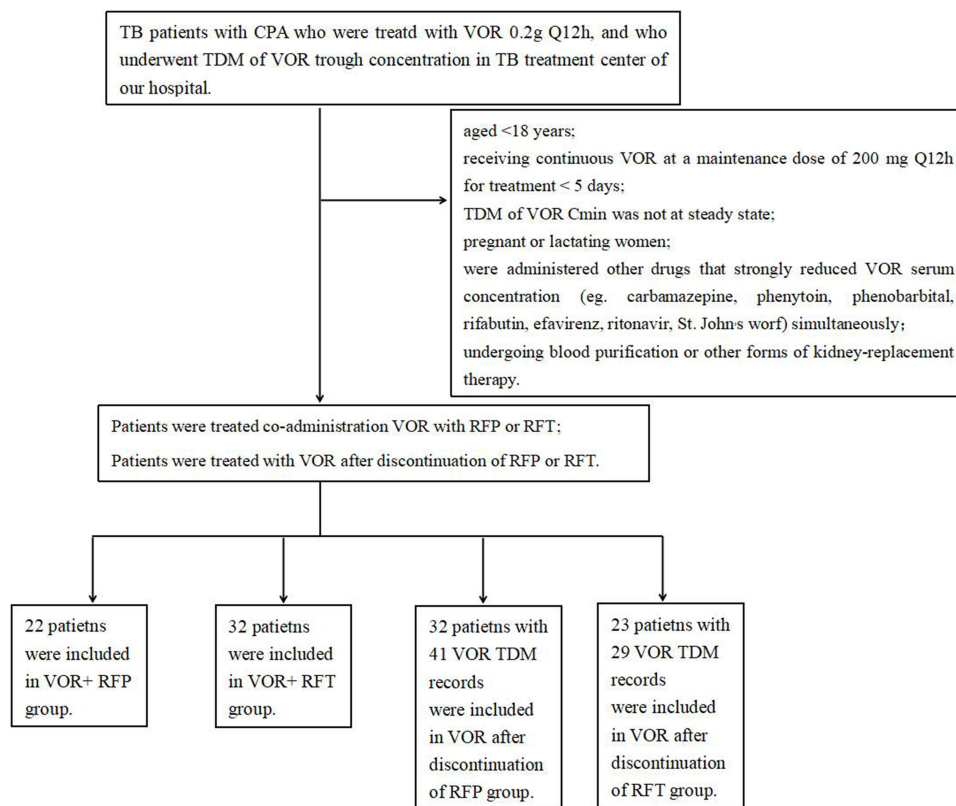 TB patients with CPA who were treatd with VOR 0.2g Q12h, and who
underwent TDM of VOR trough concentration in TB treatment center of
our hospital.
aged <18 years;
receiving continuous VOR at a maintenance dose of 200 mg Q12h
for treatment < 5 days;
TDM of VOR Cmin was not at steady state;
pregnant or lactating women;
were administered other drugs that strongly reduced VOR serum
concentration (eg. carbamazepine, phenytoin, phenobarbital,
rifabutin, efavirenz, ritonavir, St. John's worf) simultaneously;
undergoing blood purification or other forms of kidney-replacement
therapy.
Patients were treated co-administration VOR with RFP or RFT;
Patients were treated with VOR after discontinuation of RFP or RFT.
22 patietns
were included
in VOR+ RFP
group.
32 patietns
were included
in VOR+ RFT
group.
32 patietns with
41 VOR TDM
records
were included
in VOR after
discontinuation
of RFP group.
23 patietns with
29 VOR TDM
records
were included
in VOR after
discontinuation
of RFT group.